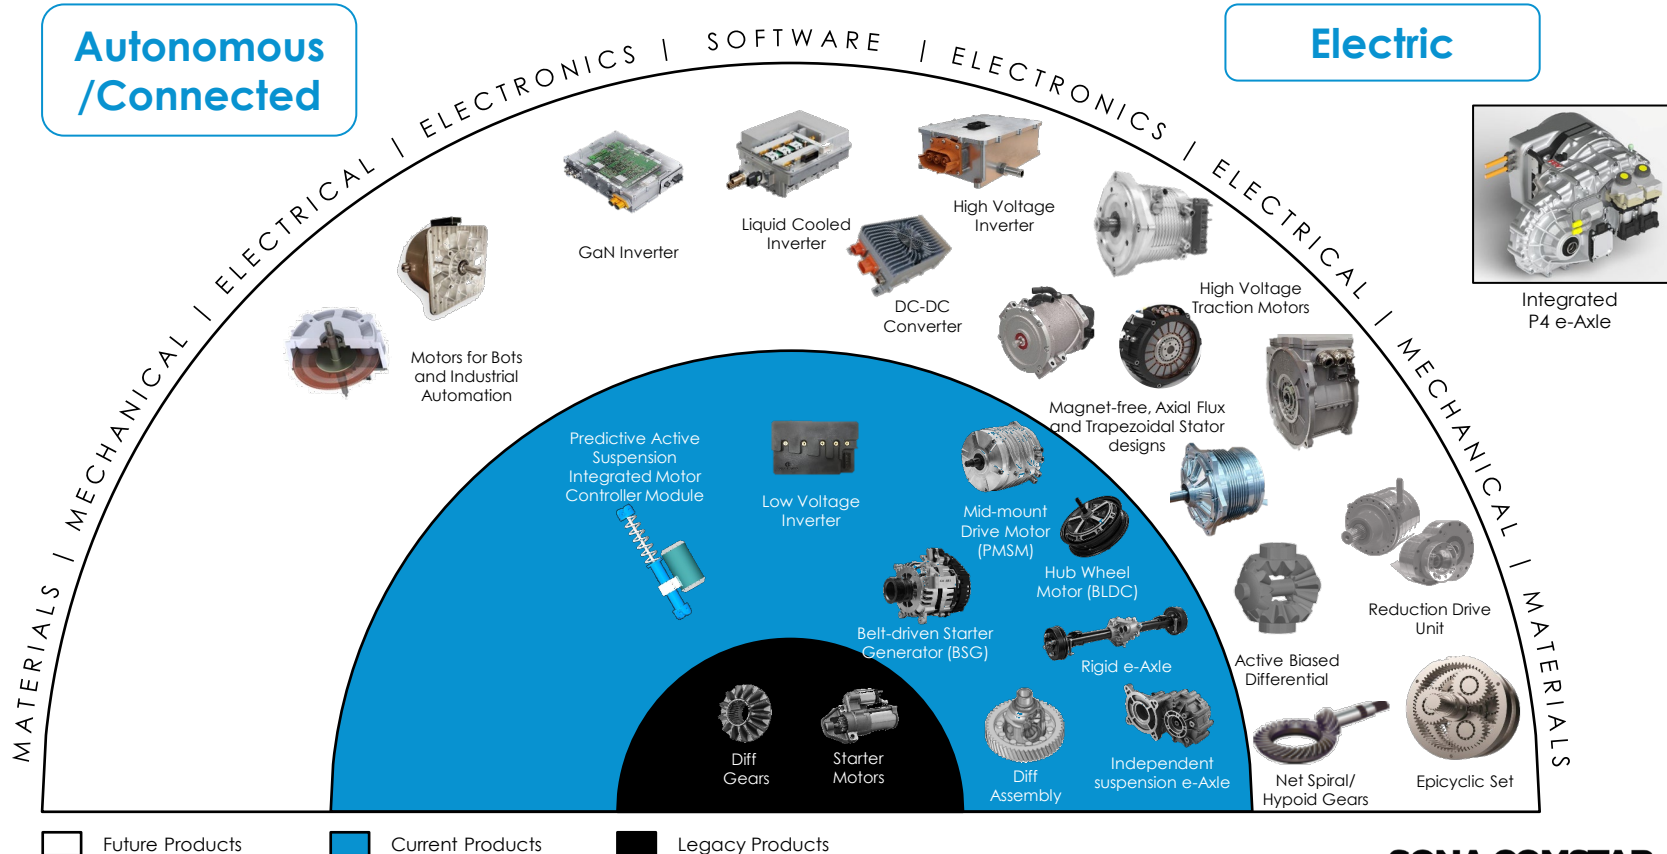 Autonomous
/Connected
Electric
MATERIALS | MECHANICAL | ELECTRICAL | ELECTRONICS | SOFTWARE | ELECTRONICS | ELECTRICAL | MECHANICAL | MATERIALS
GaN Inverter
Liquid Cooled
Inverter
High Voltage
Inverter
DC-DC
Converter
High Voltage
Traction Motors
Integrated
P4 e-Axle
Motors for Bots
and Industrial
Automation
Magnet-free, Axial Flux
and Trapezoidal Stator
designs
Predictive Active
Suspension
Integrated Motor
Controller Module
Low Voltage
Inverter
Mid-mount
Drive Motor
(PMSM)
Hub Wheel
Motor (BLDC)
Belt-driven Starter
Generator (BSG)
Rigid e-Axle
Reduction Drive
Unit
Active Biased
Differential
Diff
Gears
Starter
Motors
Diff
Assembly
Independent
suspension e-Axle
Net Spiral/
Hypoid Gears
Epicyclic Set
Future Products
Current Products
Legacy Products
SONA COMSTAR